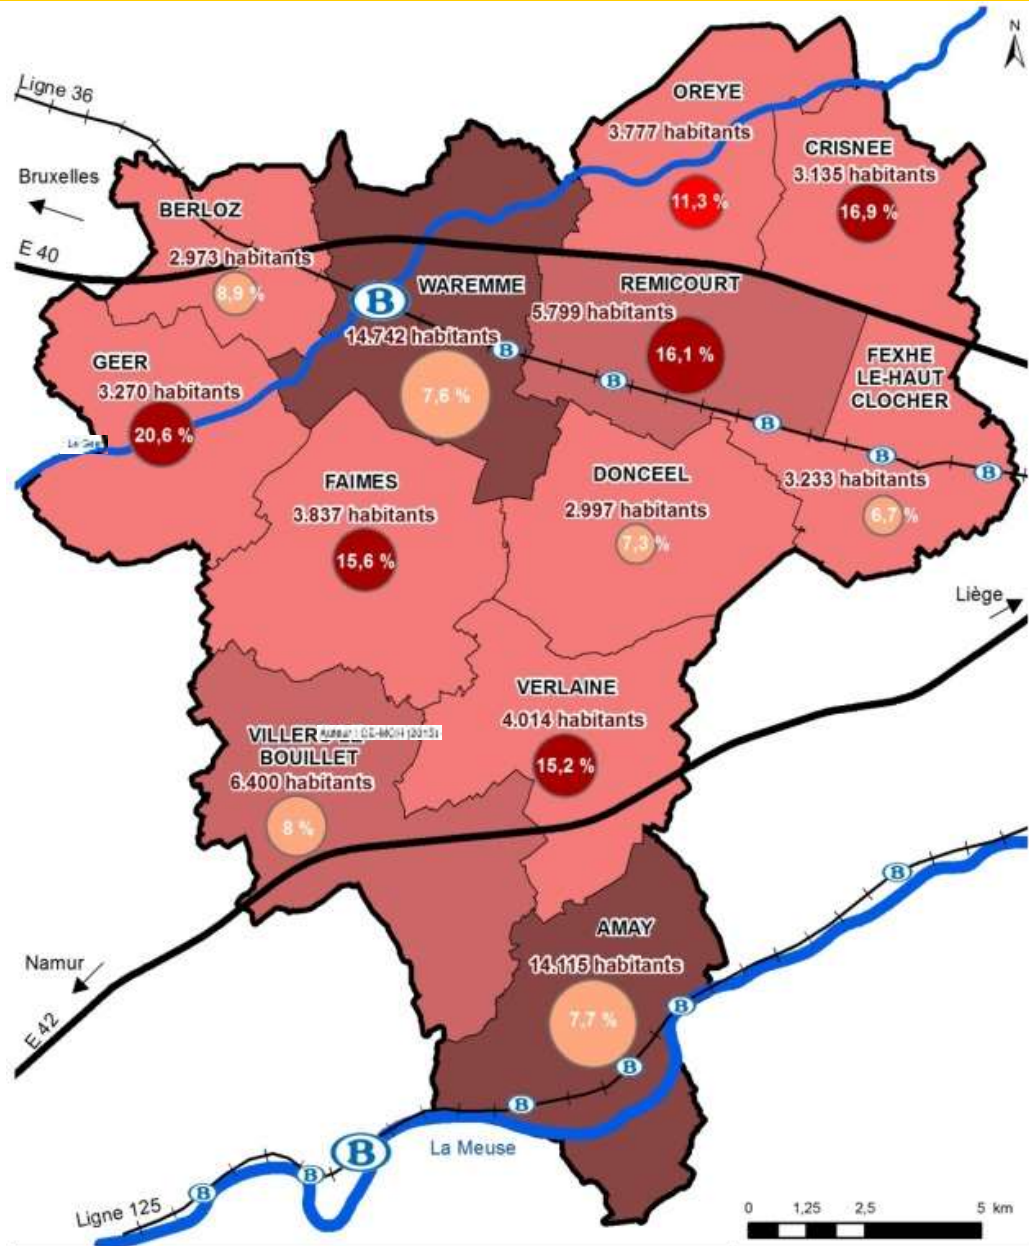 N
Ligne 36
OREYE
3.777 habitants
11,3 %
CRISNEE
3.135 habitants
16,9 %
Bruxelles
BERLOZ
E 40
2.973 habitants
8,9 %
B
WAREMME
14.742 habitants
7,6 %
REMICOURT
5.799 habitants
16,1 %
B
B
B
B
B
GEER
3.270 habitants
20,6 %
FEXHE
LE-HAUT
CLOCHER
3.233 habitants
6,7 %
FAIMES
3.837 habitants
15,6 %
DONCEEL
2.997 habitants
7,3 %
Liège
VERLAINE
4.014 habitants
15,2 %
BOUILLET
6.400 habitants
8 %
AMAY
14.115 habitants
7,7 %
B
B
B
B
Namur
E 42
La Meuse
B
B
B
Ligne 125
0 1,25 2,5 5 km